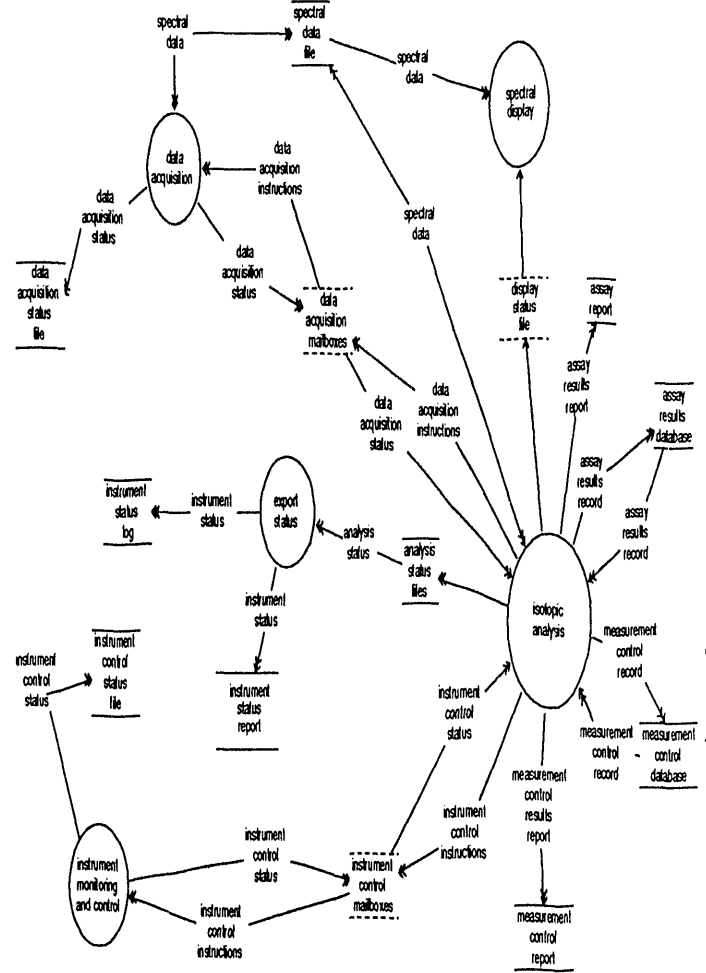 spectral
data
spectral
data
file
spectral
data
spectral
display
data
acquisition
data
acquisition
instructions
data
acquisition
status
spectral
data
data
acquisition
status
data
acquisition
status
file
data
acquisition
mailboxes
display
status
file
assay
report
assay
results
report
data
acquisition
status
data
acquisition
instructions
assay
results
database
assay
results
record
assay
results
record
instrument
status
log
instrument
status
export
status
analysis
status
analysis
status
files
isotopic
analysis
instrument
status
instrument
control
status
instrument
control
status
file
instrument
status
report
instrument
control
status
measurement
control
record
measurement
control
record
measurement
control
database
measurement
control
results
report
instrument
control
instructions
instrument
monitoring
and control
instrument
control
status
instrument
control
mailboxes
instrument
control
instructions
measurement
control
report